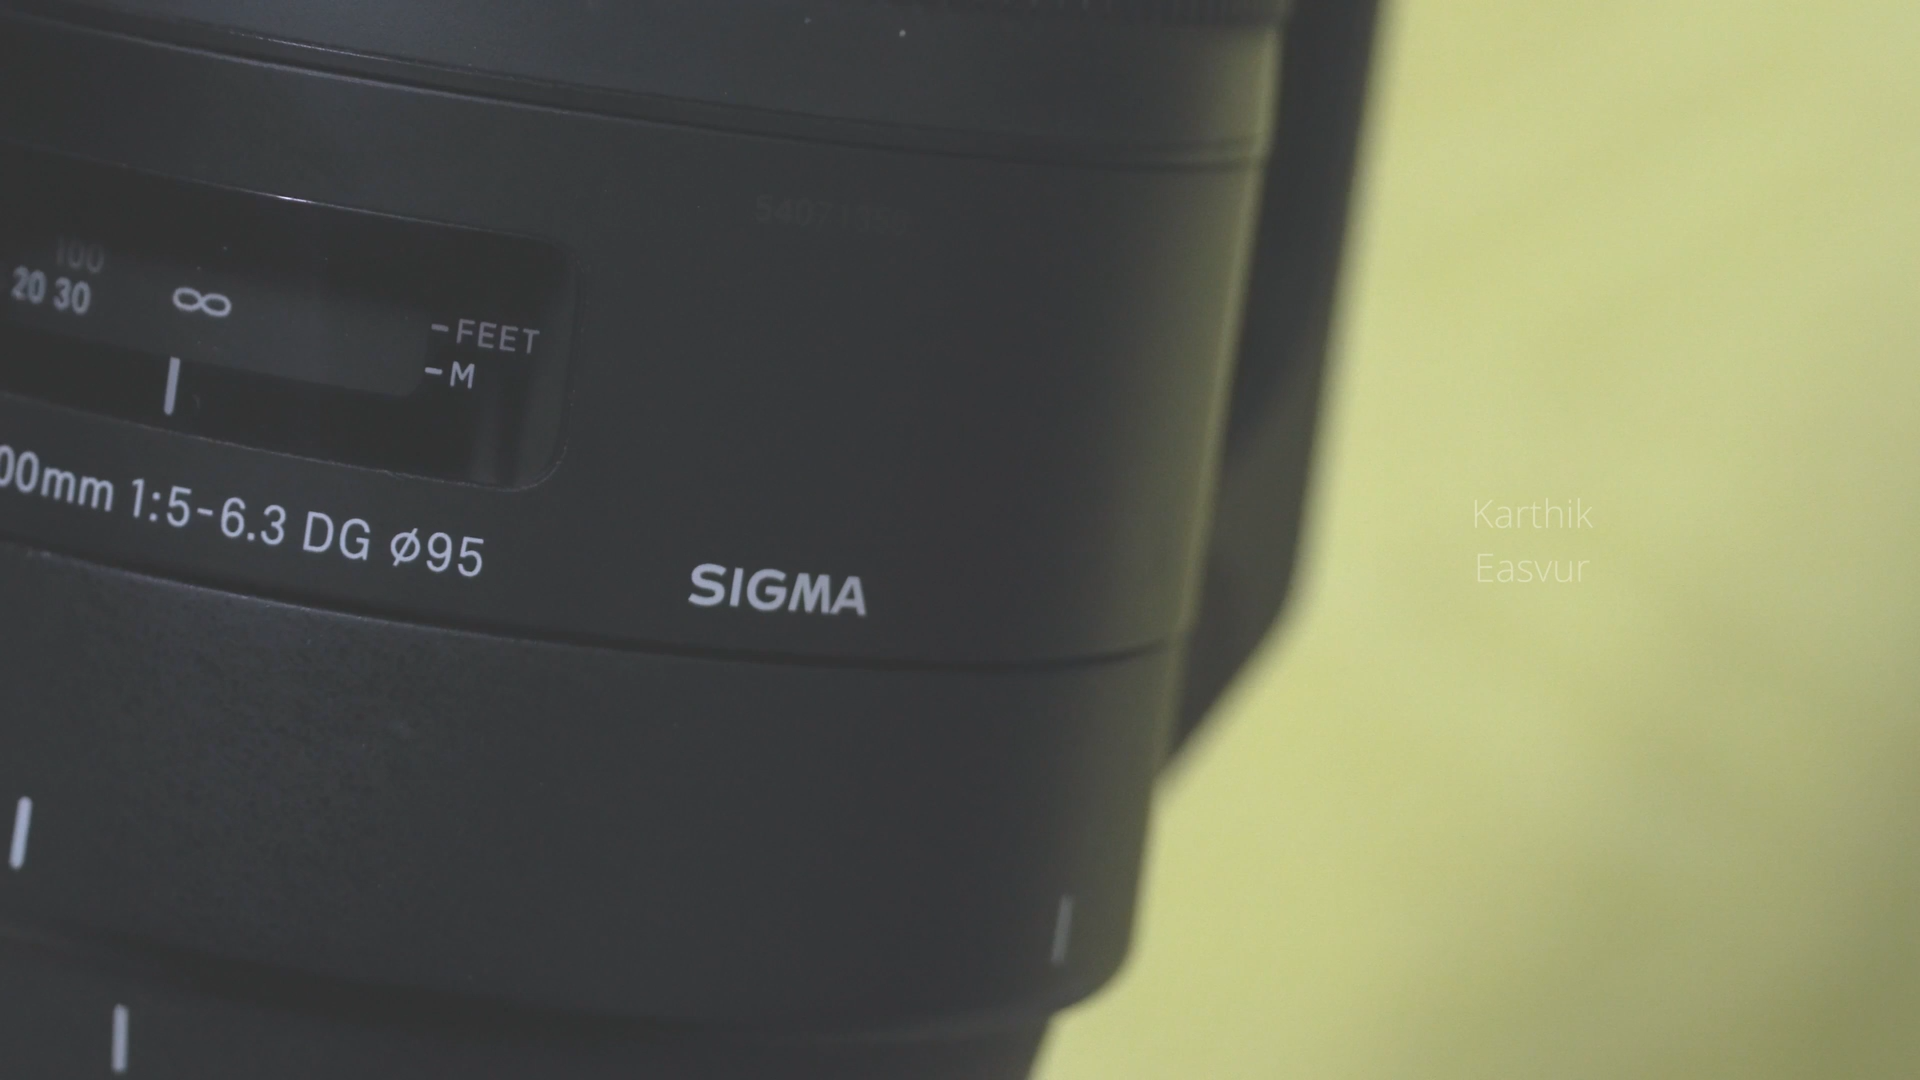 100
20 30
∞
-FEET
-M
00mm 1:5-6.3 DG ø95
SIGMA
Karthik
Easvur